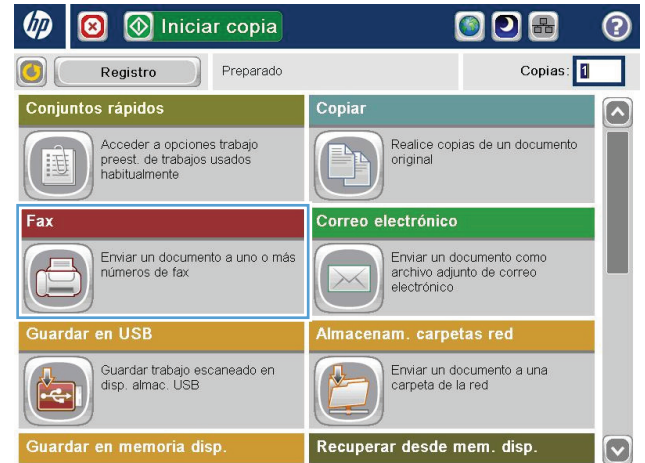 hp
Iniciar copia
?
Registro
Preparado
Copias: 1
Conjuntos rápidos
Acceder a opciones trabajo
preest. de trabajos usados
habitualmente
Copiar
Realice copias de un documento
original
Fax
Enviar un documento a uno o más
números de fax
Correo electrónico
Enviar un documento como
archivo adjunto de correo
electrónico
Guardar en USB
Guardar trabajo escaneado en
disp. almac. USB
Almacenam. carpetas red
Enviar un documento a una
carpeta de la red
Guardar en memoria disp.
Recuperar desde mem. disp.